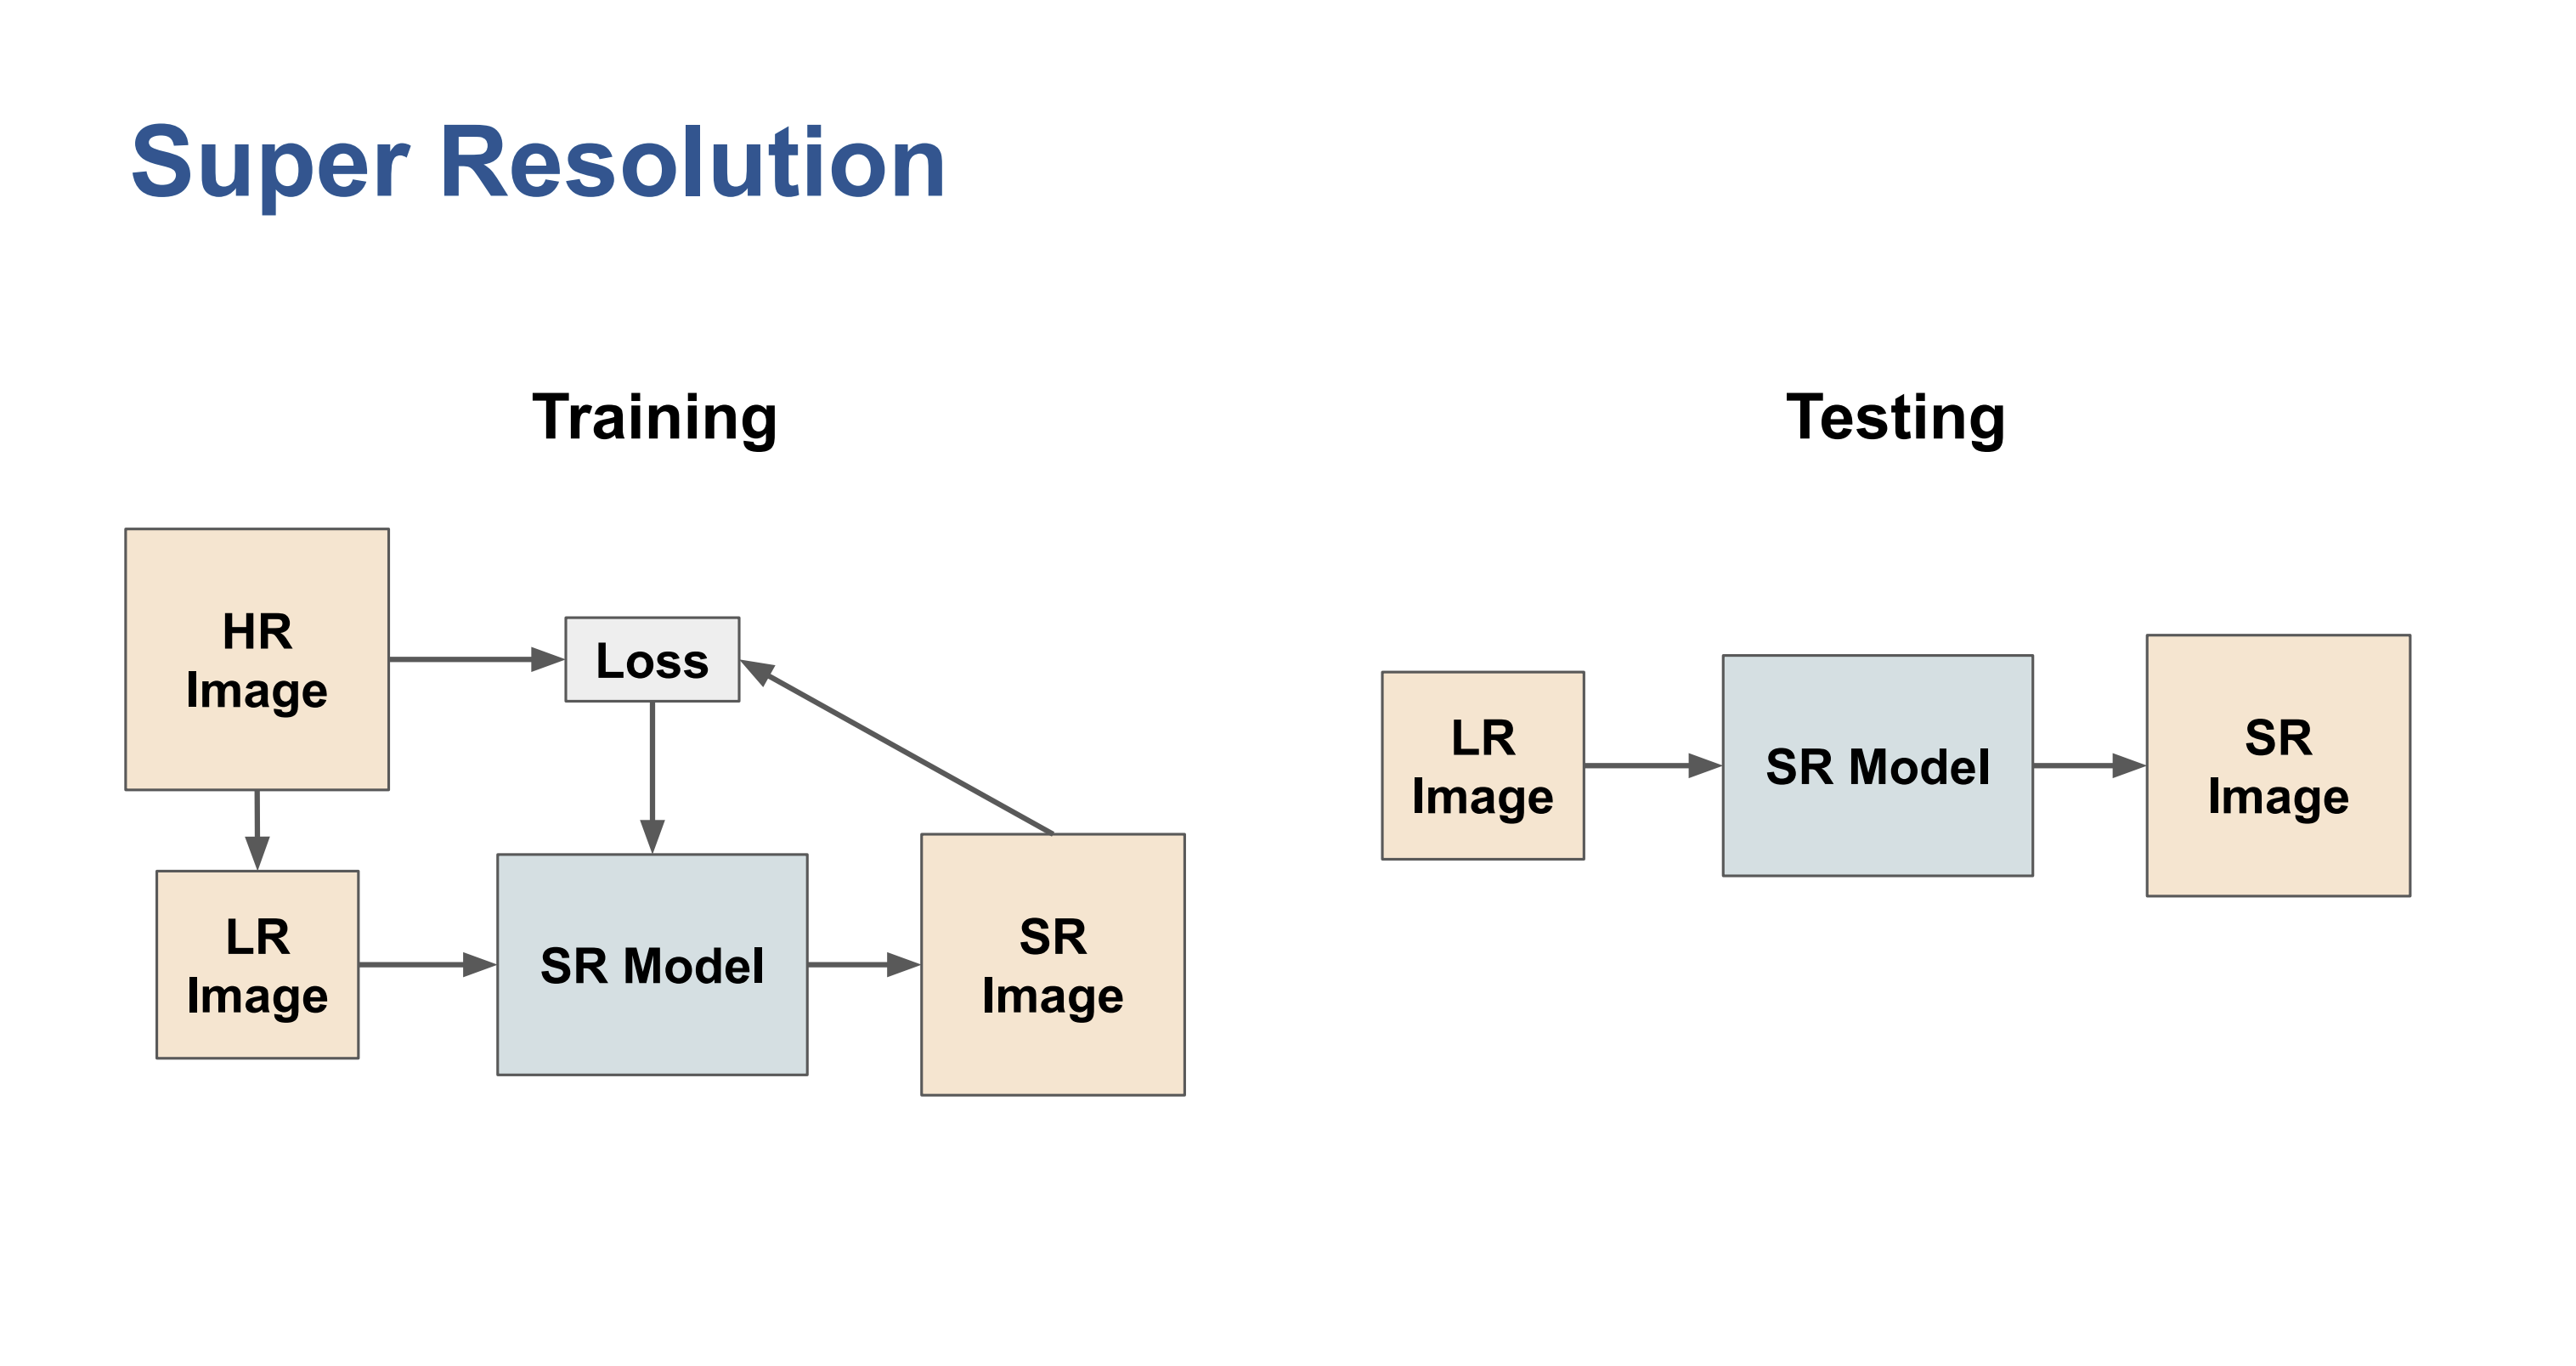 Super Resolution
Training
HR
Image
Loss
LR
Image
SR Model
SR
Image
Testing
LR
Image
SR Model
SR
Image